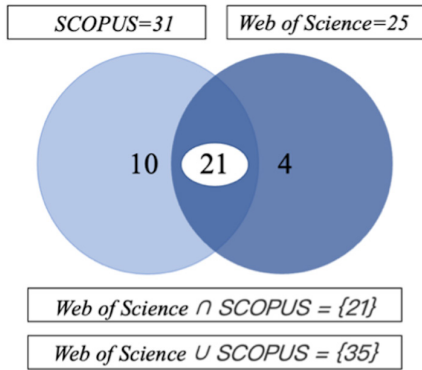 SCOPUS=31
Web of Science=25
10
21
4
Web of Science ∩ SCOPUS = {21}
Web of Science ∪ SCOPUS = {35}